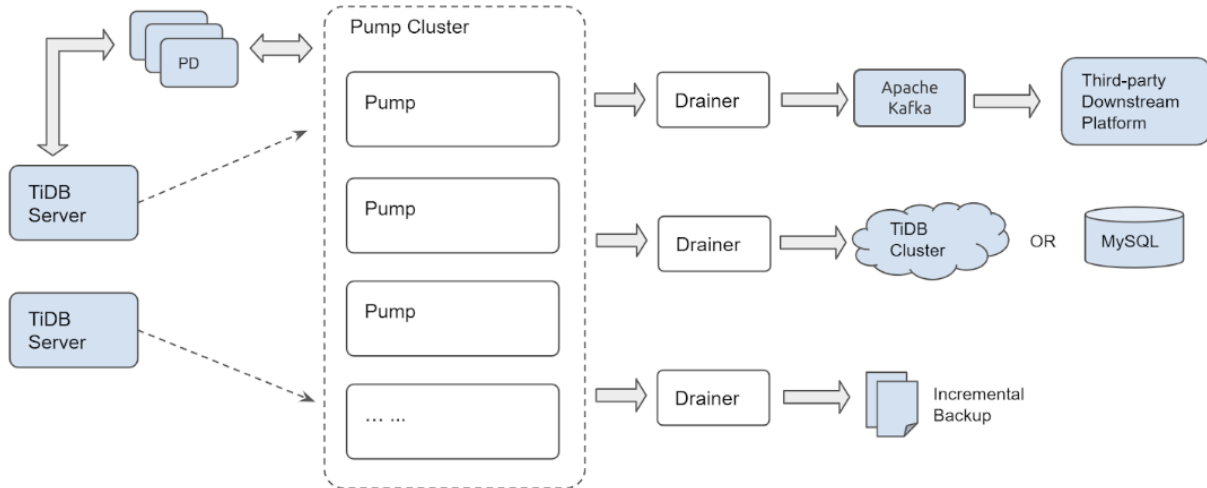 PD
Pump Cluster
Pump
Drainer
Apache
Kafka
Third-party
Downstream
Platform
TiDB
Server
Pump
Drainer
TiDB
Cluster
OR
MySQL
TiDB
Server
Pump
... ...
Drainer
Incremental
Backup